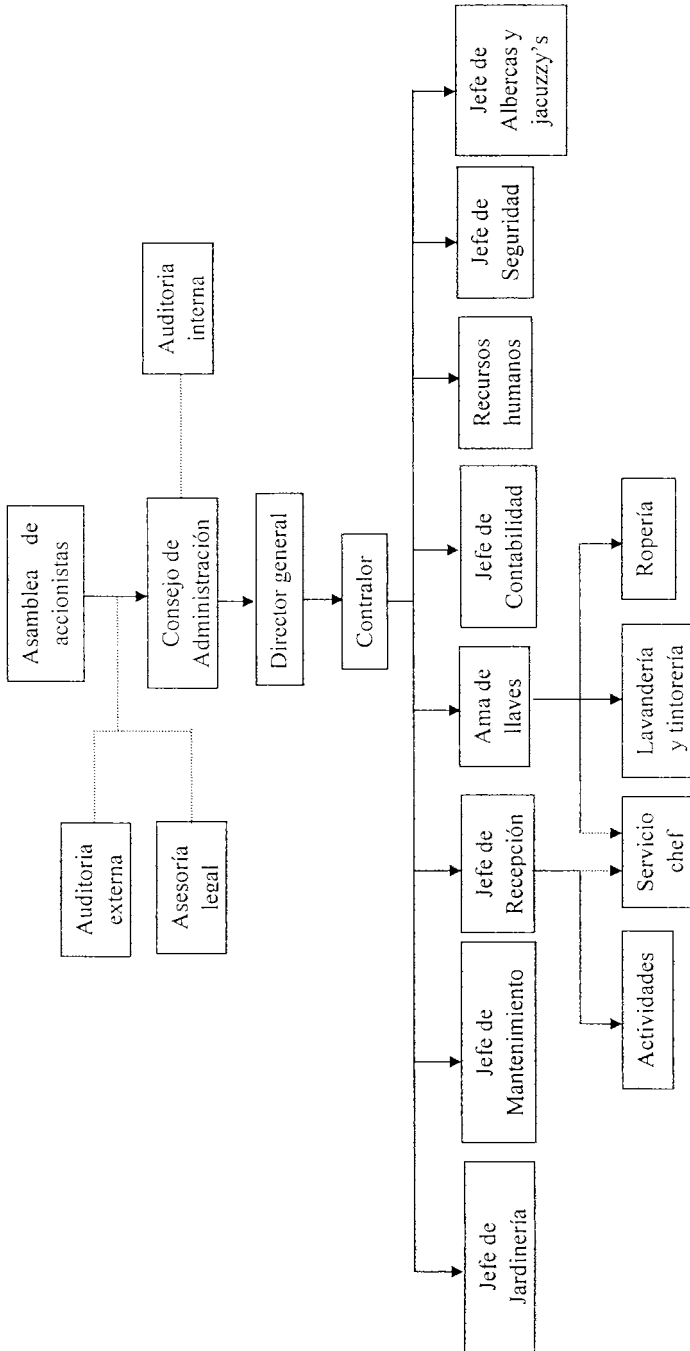 Asamblea de
accionistas
Auditoria
externa
Asesoría
legal
Auditoria
interna
Consejo de
Administración
Director general
Contralor
Jefe de
Jardinería
Jefe de
Mantenimiento
Jefe de
Recepción
Ama de
llaves
Jefe de
Contabilidad
Recursos
humanos
Jefe de
Seguridad
Jefe de
Albercas y
jacuzzy's
Actividades
Servicio
chef
Lavandería
y tintorería
Ropería